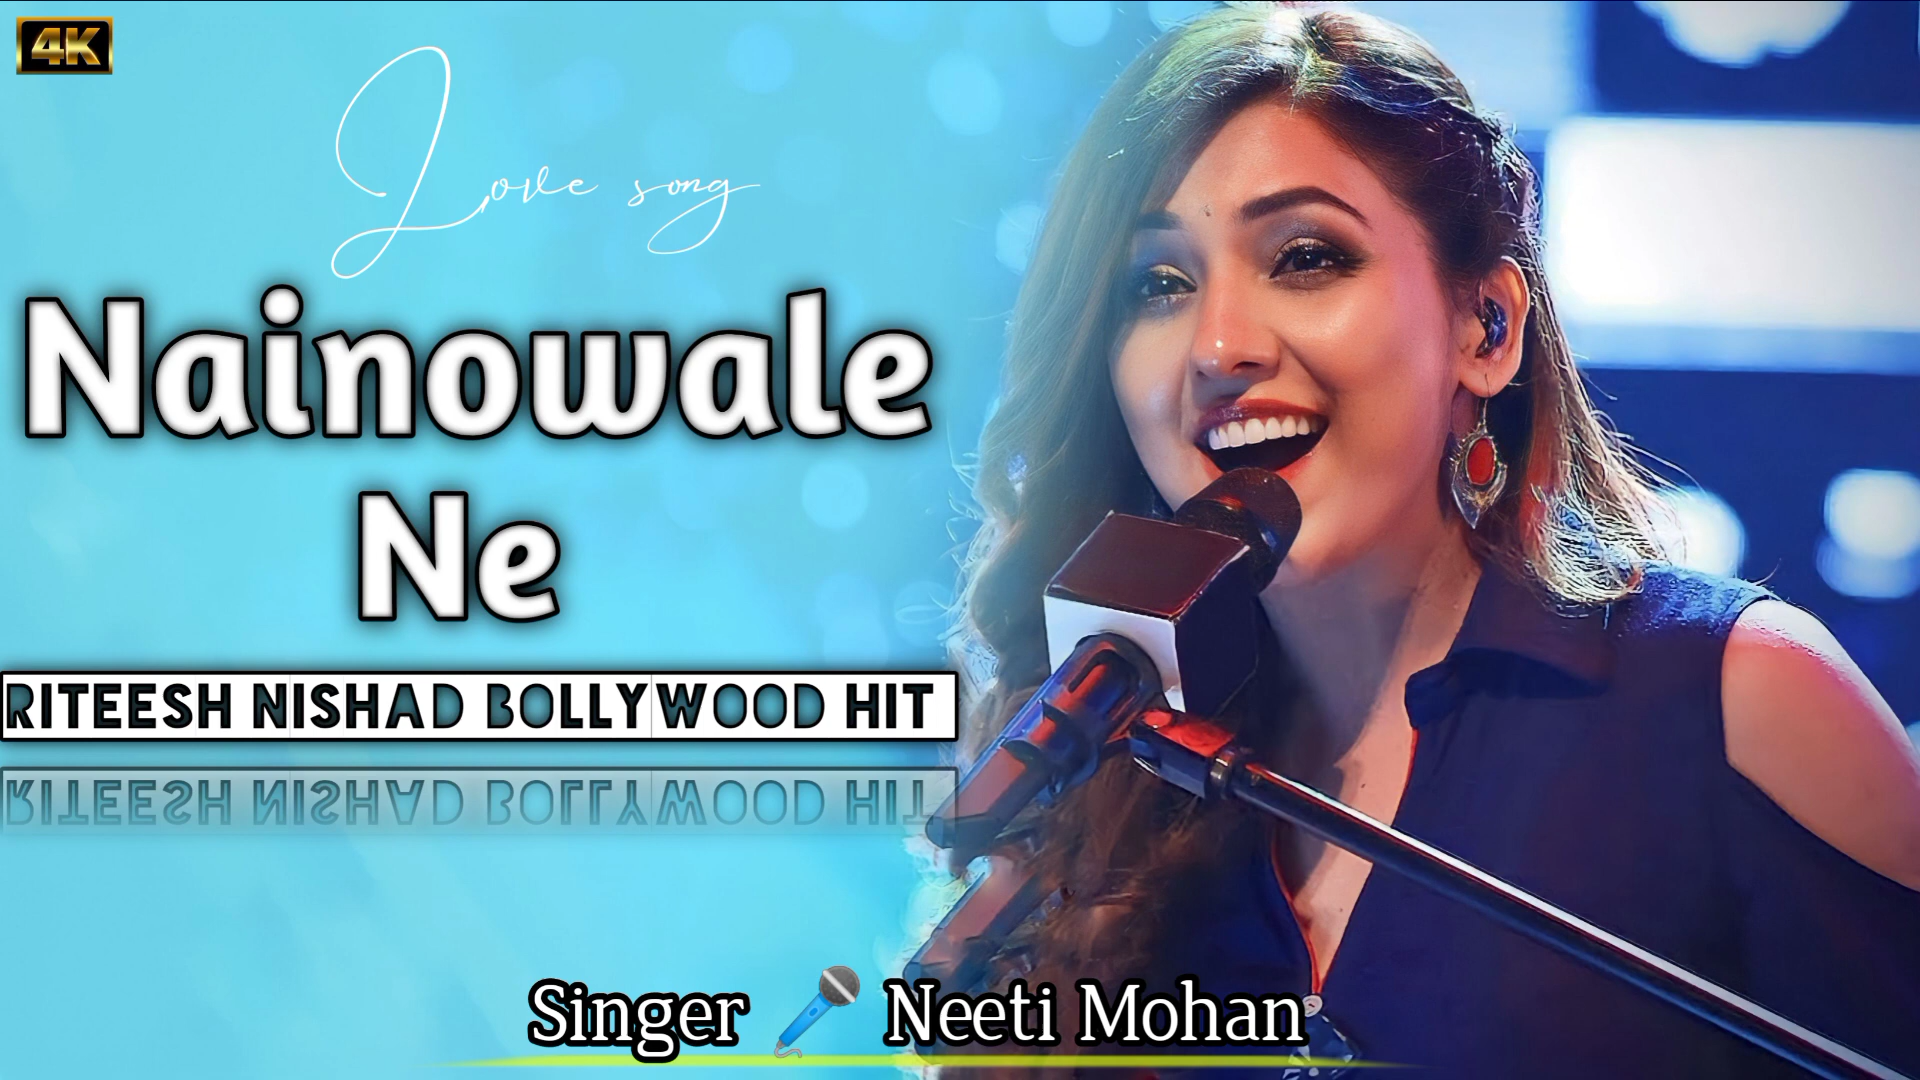 4K
Love song
Nainowale
Ne
RITEESH NISHAD BOLLYWOOD HIT
RITEESH NISHAD BOLLYWOOD HIT
Singer 🎤 Neeti Mohan